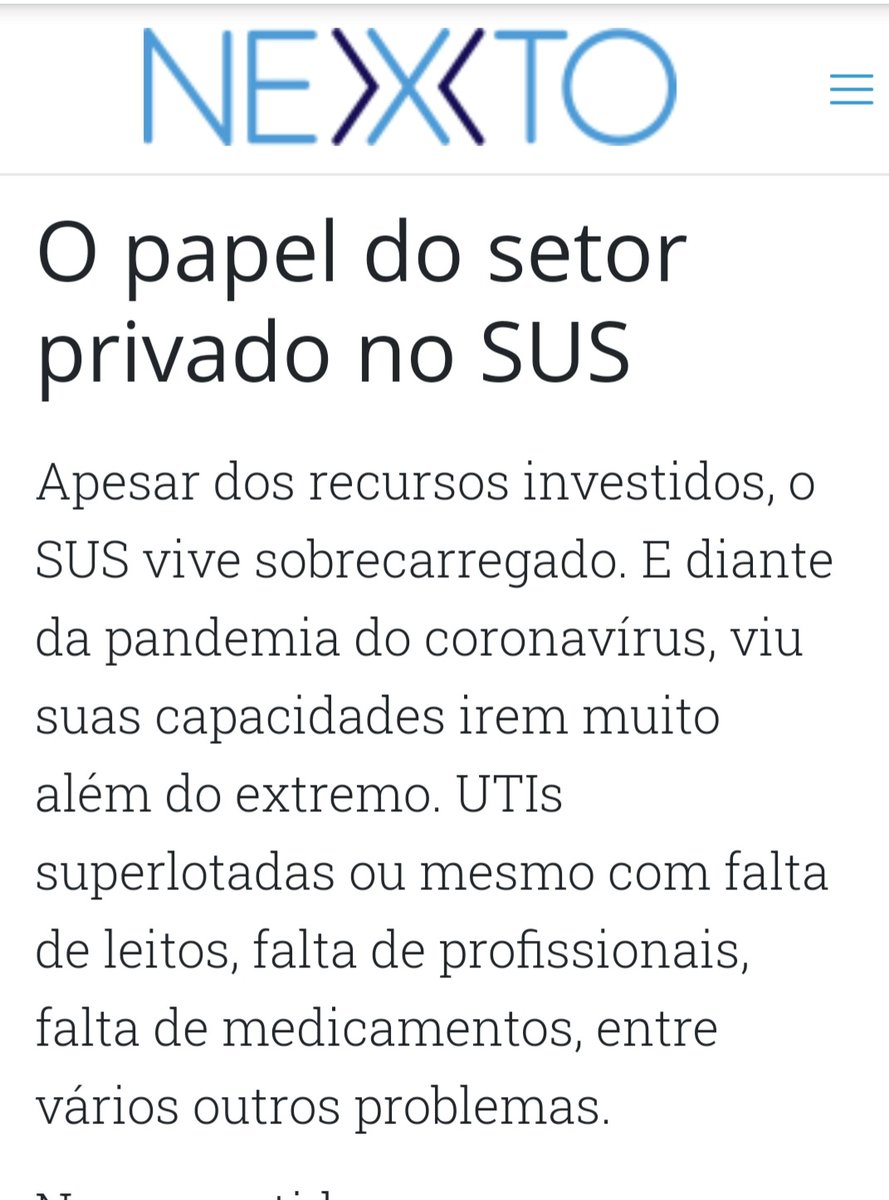 NEXXTO
O papel do setor
privado no SUS
Apesar dos recursos investidos, o
SUS vive sobrecarregado. E diante
da pandemia do coronavírus, viu
suas capacidades irem muito
além do extremo. UTIs
superlotadas ou mesmo com falta
de leitos, falta de profissionais,
falta de medicamentos, entre
vários outros problemas.